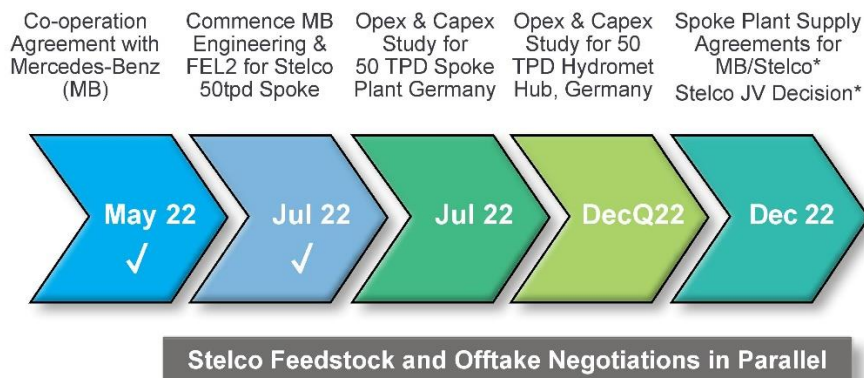 Co-operation
Agreement with
Mercedes-Benz
(MB)
Commence MB
Engineering &
FEL2 for Stelco
50tpd Spoke
Opex & Capex
Study for
50 TPD Spoke
Plant Germany
Opex & Capex
Study for 50
TPD Hydromet
Hub, Germany
Spoke Plant Supply
Agreements for
MB/Stelco*
Stelco JV Decision*
May 22
√
Jul 22
√
Jul 22
DecQ22
Dec 22
Stelco Feedstock and Offtake Negotiations in Parallel